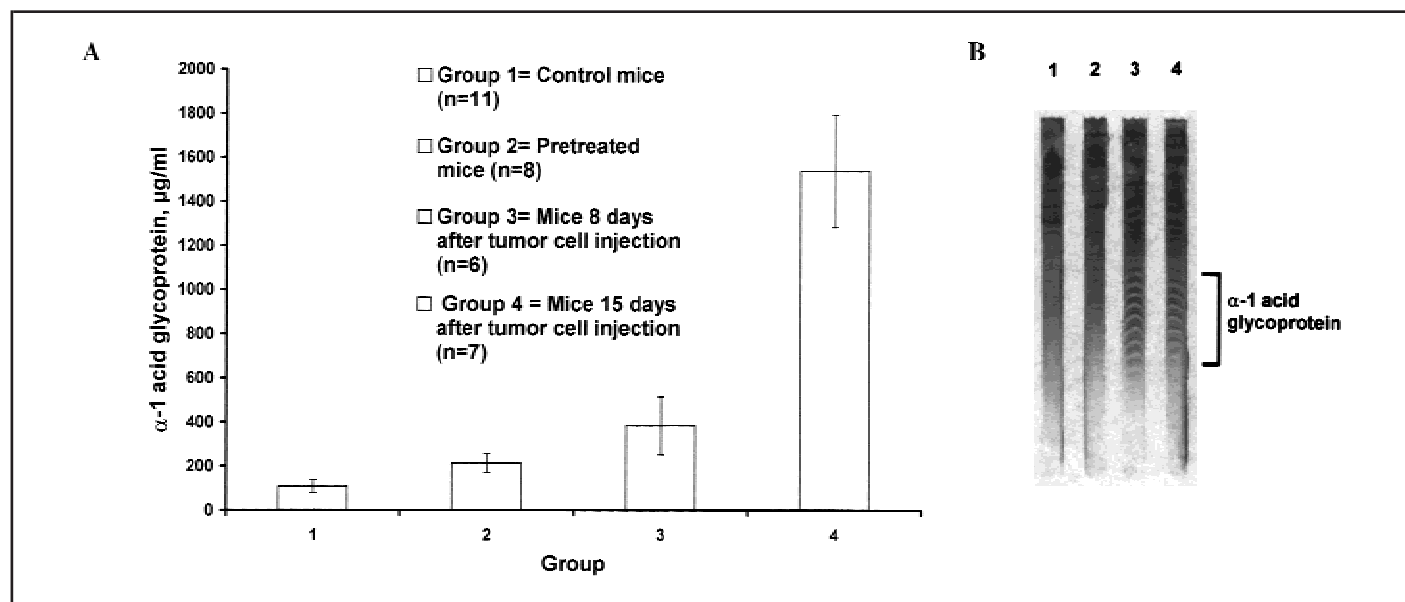 A
α-1 acid glycoprotein, µg/ml
2000
1800
1600
1400
1200
1000
800
600
400
200
0
Group 1= Control mice
(n=11)
Group 2= Pretreated
mice (n=8)
Group 3= Mice 8 days
after tumor cell injection
(n=6)
Group 4 = Mice 15 days
after tumor cell injection
(n=7)
1 2 3 4
Group
B
1 2 3 4
α-1 acid
glycoprotein